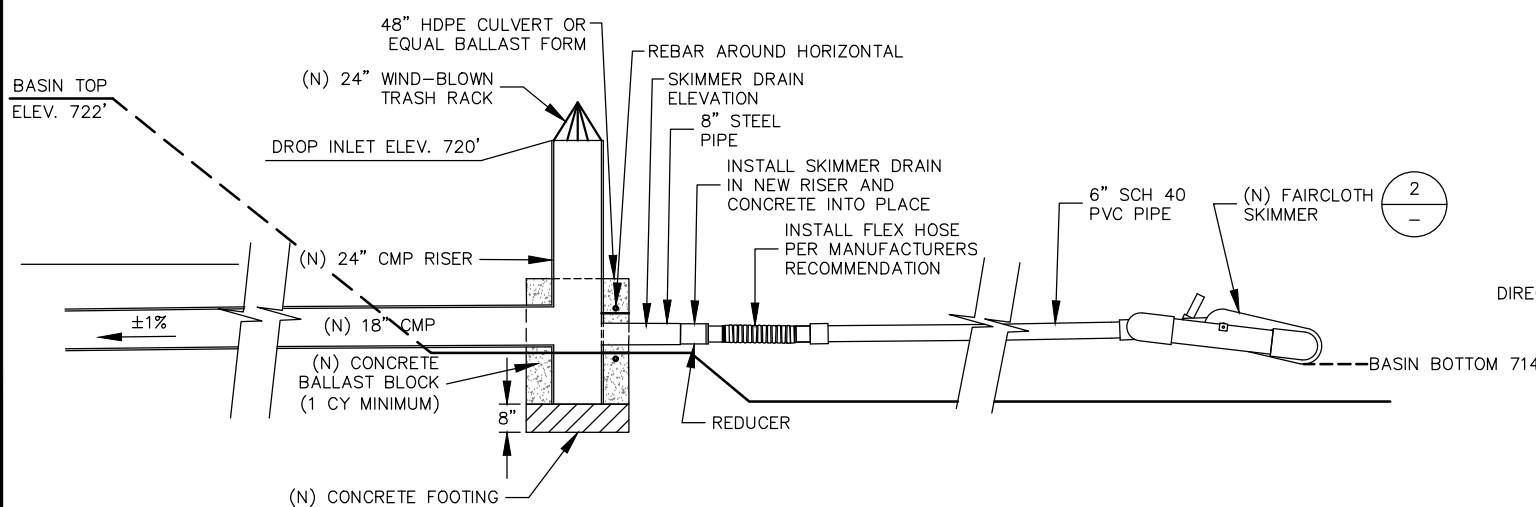 48" HDPE CULVERT OR
EQUAL BALLAST FORM
REBAR AROUND HORIZONTAL
(N) 24" WIND-BLOWN
TRASH RACK
SKIMMER DRAIN
ELEVATION
BASIN TOP
ELEV. 722'
8" STEEL
PIPE
DROP INLET ELEV. 720'
INSTALL SKIMMER DRAIN
IN NEW RISER AND
CONCRETE INTO PLACE
6" SCH 40
PVC PIPE
(N) FAIRCLOTH
SKIMMER
2
–
INSTALL FLEX HOSE
PER MANUFACTURERS
RECOMMENDATION
(N) 24" CMP RISER
DIREC
±1%
(N) 18" CMP
(N) CONCRETE
BALLAST BLOCK
(1 CY MINIMUM)
BASIN BOTTOM 714
8"
REDUCER
(N) CONCRETE FOOTING